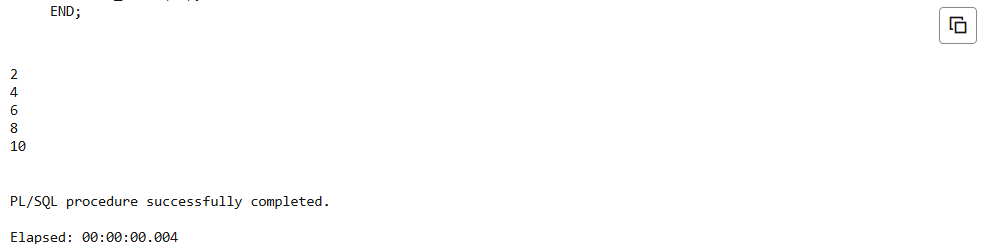 END;
2
4
6
8
10
PL/SQL procedure successfully completed.
Elapsed: 00:00:00.004